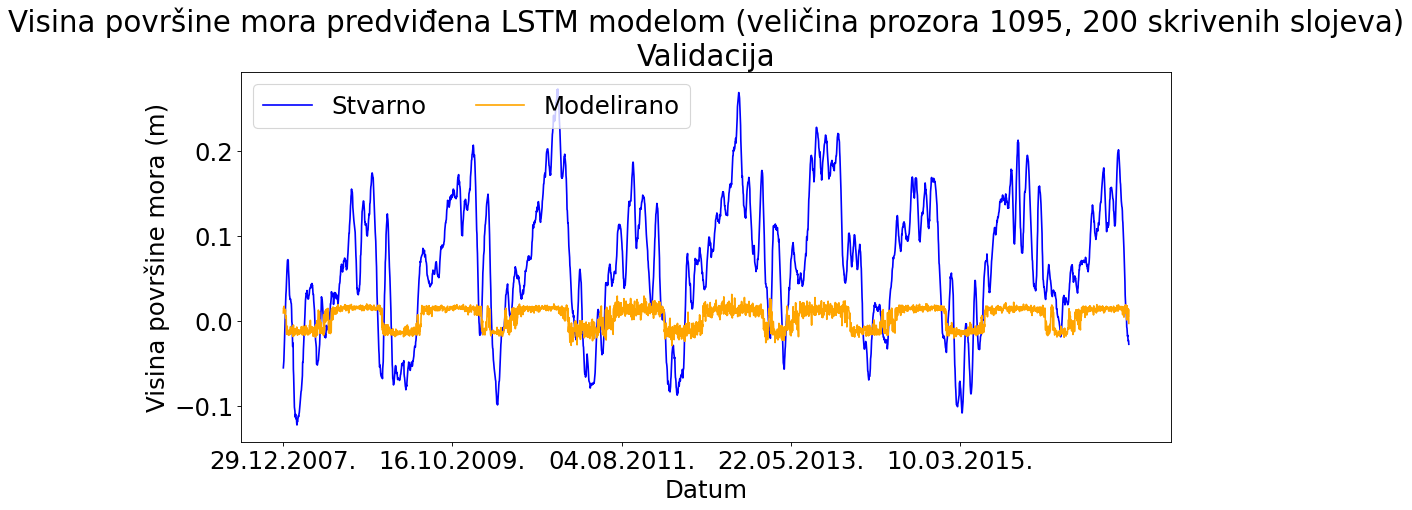 Visina površine mora predviđena LSTM modelom (veličina prozora 1095, 200 skrivenih slojeva)
Validacija
Stvarno
Modelirano
Visina površine mora (m)
0.2
0.1
0.0
−0.1
29.12.2007.
16.10.2009.
04.08.2011.
22.05.2013.
10.03.2015.
Datum